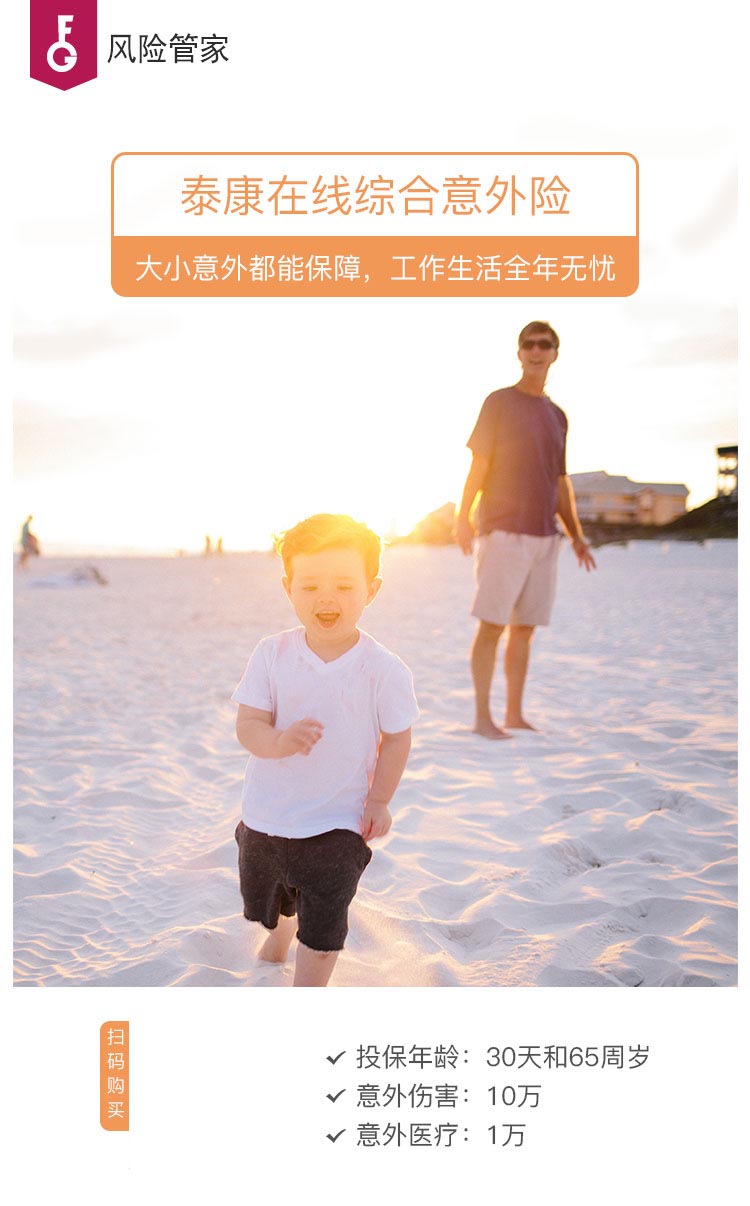 FG
风险管家
泰康在线综合意外险
大小意外都能保障，工作生活全年无忧
扫码购买
投保年龄：30天和65周岁
意外伤害：10万
意外医疗：1万